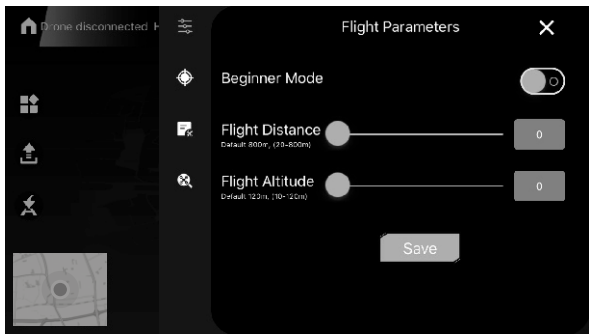 Drone disconnected
Flight Parameters
Beginner Mode
Flight Distance
Default 800m, (20-800m)
0
Flight Altitude
Default 120m, (10-120m)
0
Save